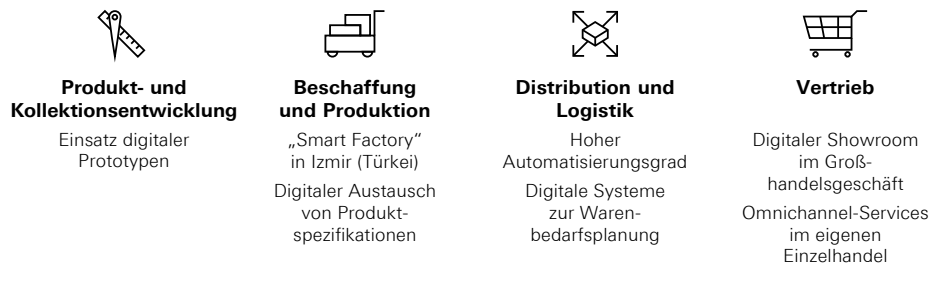 Produkt- und
Kollektionsentwicklung
Einsatz digitaler
Prototypen
Beschaffung
und Produktion
„Smart Factory“
in Izmir (Türkei)
Digitaler Austausch
von Produkt-
spezifikationen
Distribution und
Logistik
Hoher
Automatisierungsgrad
Digitale Systeme
zur Waren-
bedarfsplanung
Vertrieb
Digitaler Showroom
im Groß-
handelsgeschäft
Omnichannel-Services
im eigenen
Einzelhandel